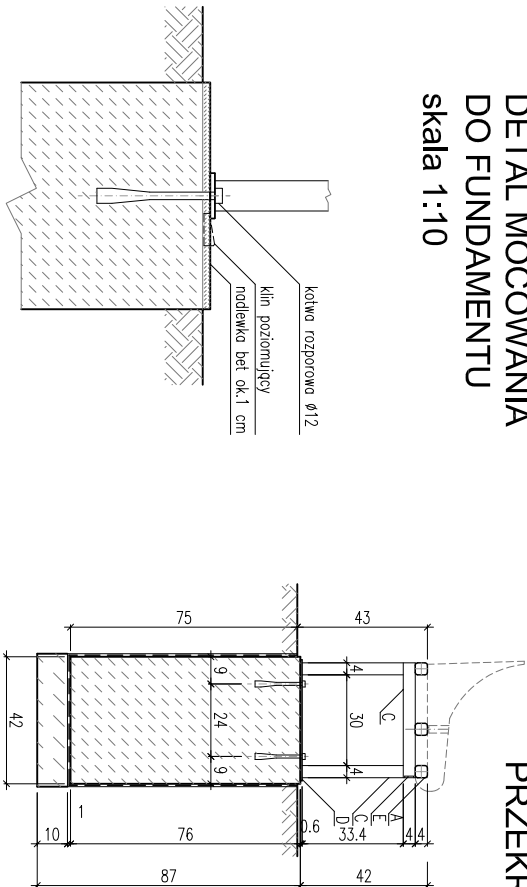 DETAL MOCOWANIA
DO FUNDAMENTU
skala 1:10
kotwa rozporowa ø12
klin poziomujący
nadlewka bet ok.1 cm
PRZEKR
43
75
4
30
4
C
A
E
C
D
9
24
9
42
4
4
33.4
0.6
76
1
10
42
87